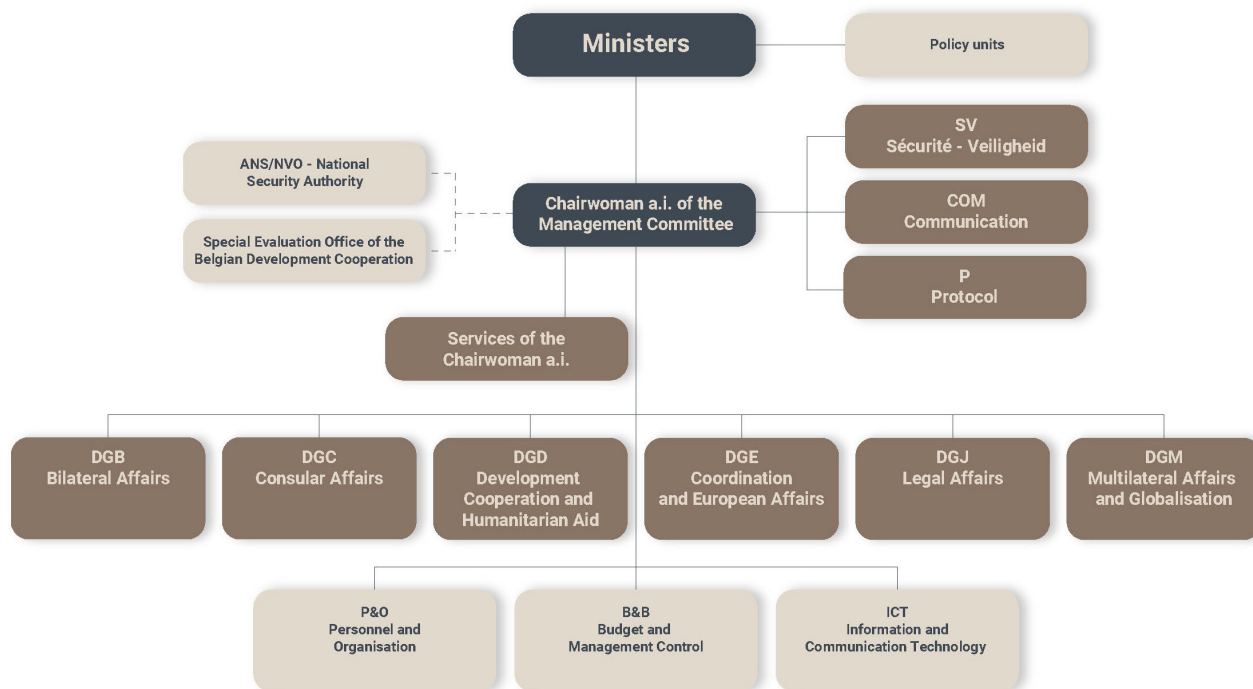 Ministers
Policy units
SV
Sécurité - Veiligheid
ANS/NVO - National
Security Authority
COM
Communication
Chairwoman a.i. of the
Management Committee
Special Evaluation Office of the
Belgian Development Cooperation
P
Protocol
Services of the
Chairwoman a.i.
DGB
Bilateral Affairs
DGC
Consular Affairs
DGD
Development
Cooperation and
Humanitarian Aid
DGE
Coordination
and European Affairs
DGJ
Legal Affairs
DGM
Multilateral Affairs
and Globalisation
P&O
Personnel and
Organisation
B&B
Budget and
Management Control
ICT
Information and
Communication Technology